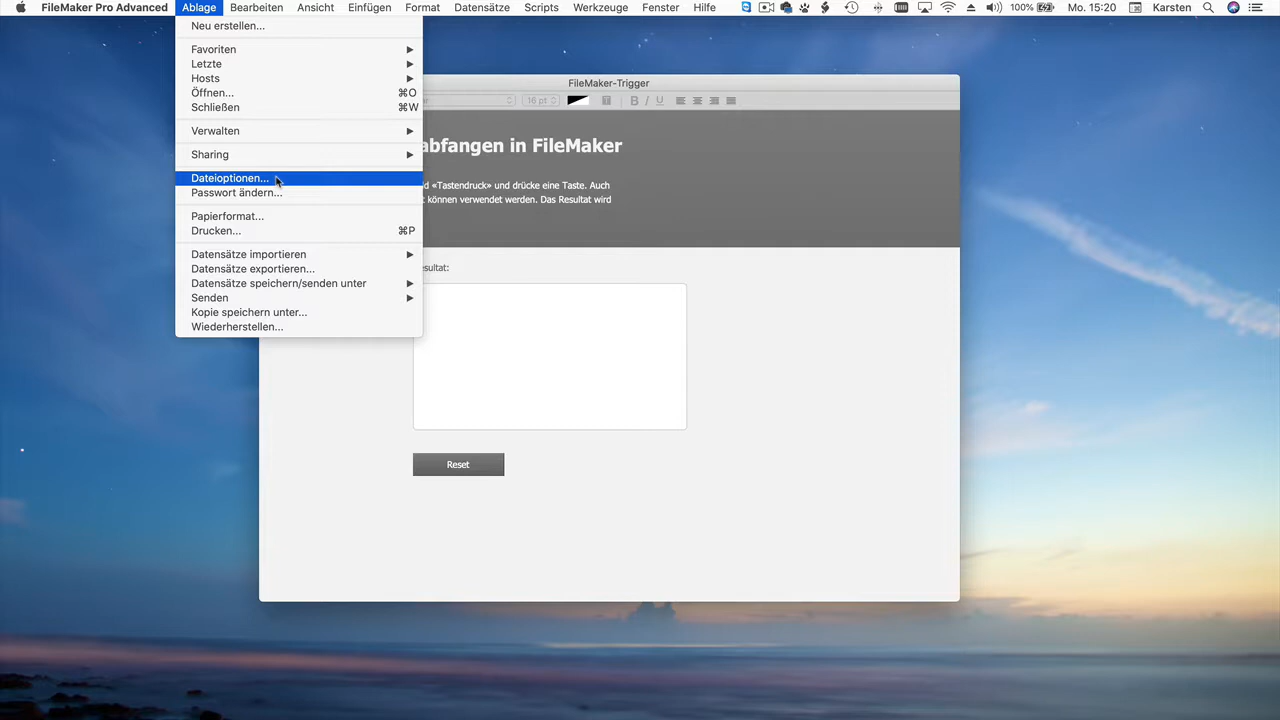 FileMaker Pro Advanced Ablage Bearbeiten Ansicht Einfügen Format Datensätze Scripts Werkzeuge Fenster Hilfe 100% Mo. 15:20 Karsten
Neu erstellen...
Favoriten
Letzte
Hosts
Öffnen... ⌘O
Schließen ⌘W
Verwalten
Sharing
Dateioptionen...
Passwort ändern...
Papierformat...
Drucken... ⌘P
Datensätze importieren
Datensätze exportieren...
Datensätze speichern/senden unter
Senden
Kopie speichern unter...
Wiederherstellen...
FileMaker-Trigger
16 pt B I U
abfangen in FileMaker
«Tastendruck» und drücke eine Taste. Auch
können verwendet werden. Das Resultat wird
esultat:
Reset